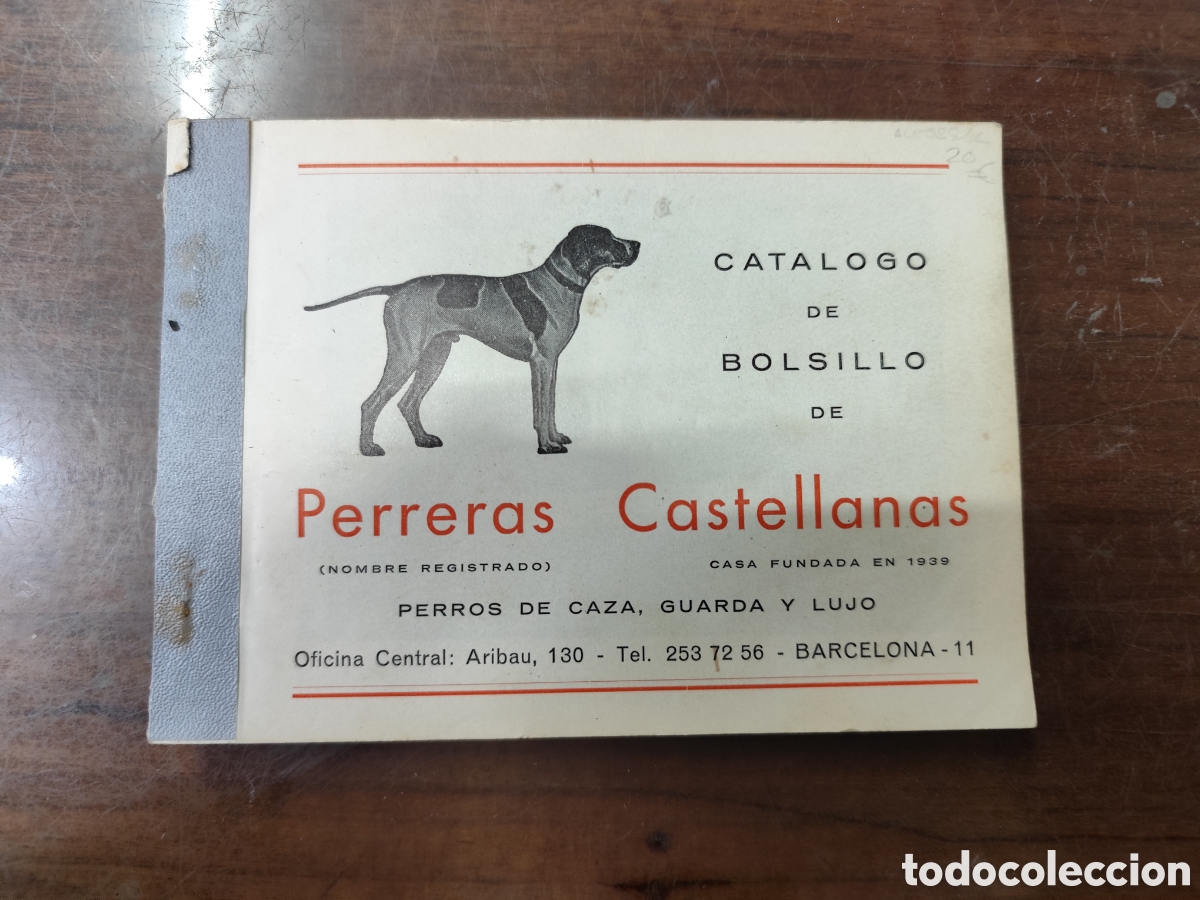 20 €
CATALOGO
DE
BOLSILLO
DE
Perreras Castellanas
(NOMBRE REGISTRADO) CASA FUNDADA EN 1939
PERROS DE CAZA, GUARDA Y LUJO
Oficina Central: Aribau, 130 - Tel. 253 72 56 - BARCELONA - 11
todocoleccion